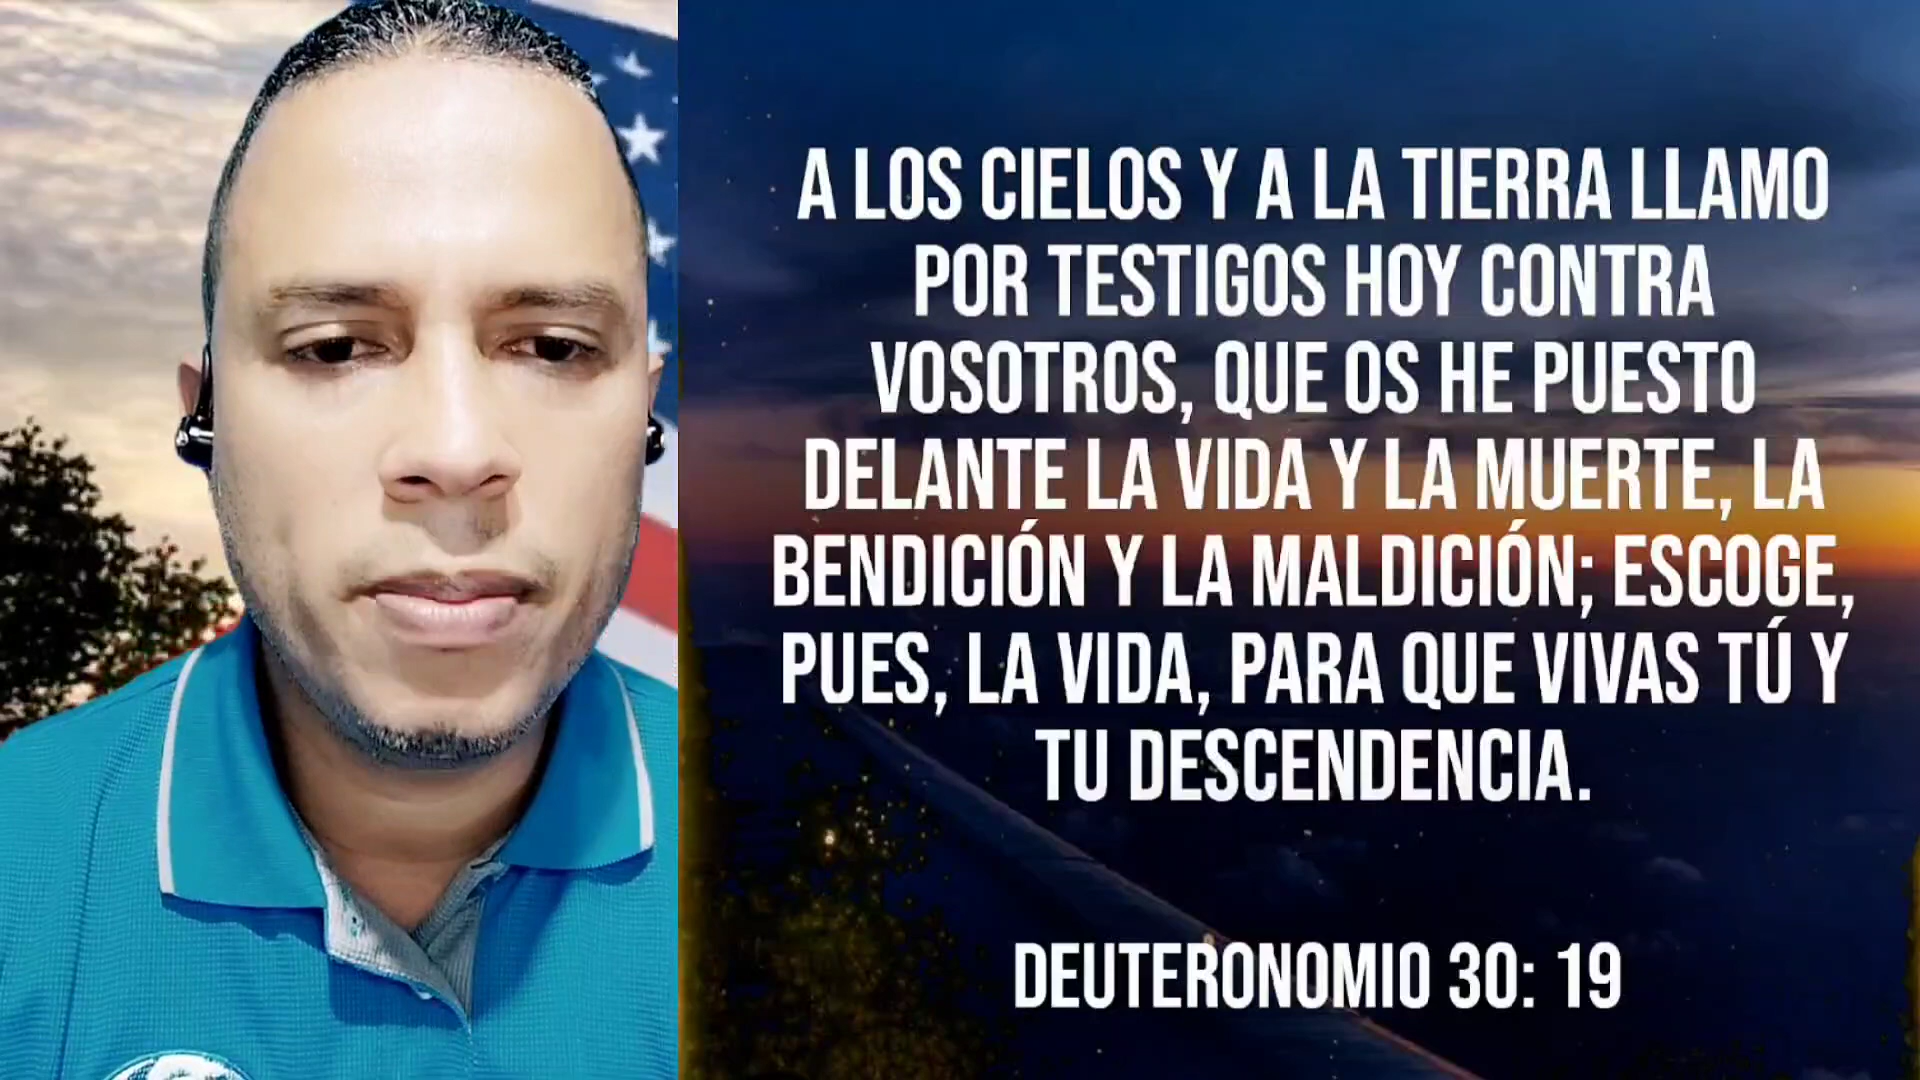 A LOS CIELOS Y A LA TIERRA LLAMO
POR TESTIGOS HOY CONTRA
VOSOTROS, QUE OS HE PUESTO
DELANTE LA VIDA Y LA MUERTE, LA
BENDICIÓN Y LA MALDICIÓN; ESCOGE,
PUES, LA VIDA, PARA QUE VIVAS TÚ Y
TU DESCENDENCIA.
DEUTERONOMIO 30: 19